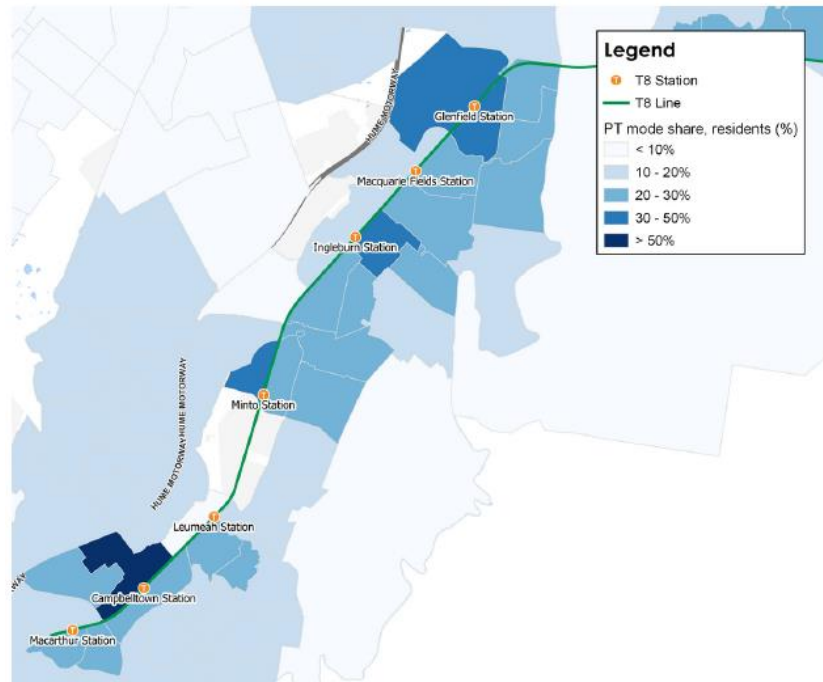 Legend
T8 Station
T8 Line
PT mode share, residents (%)
< 10%
10 - 20%
20 - 30%
30 - 50%
> 50%
HUME MOTORWAY
Glenfield Station
Macquarie Fields Station
Ingleburn Station
Minto Station
HUME MOTORWAY
HUME MOTORWAY
Leumeah Station
Campbelltown Station
Macarthur Station
WAY